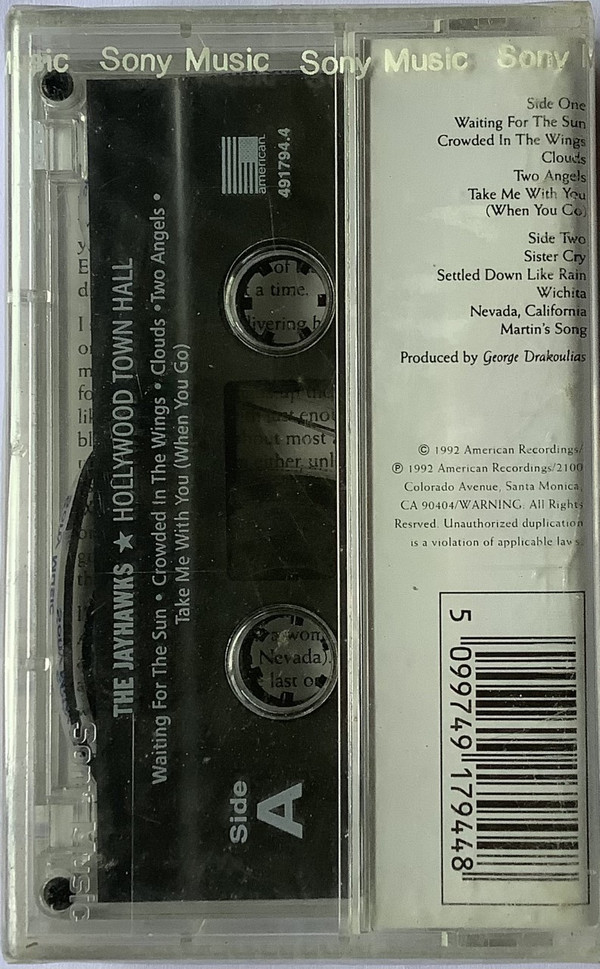 Sony Music
Sony Music
Sony
Side One
Waiting For The Sun
Crowded In The Wings
Clouds
Two Angels
Take Me With You
(When You Go)
Side Two
Sister Cry
Settled Down Like Rain
Wichita
Nevada, California
Martin's Song
Produced by George Drakoulias
© 1992 American Recordings/
℗ 1992 American Recordings/2100
Colorado Avenue, Santa Monica,
CA 90404/WARNING. All Rights
Resrved. Unauthorized duplication
is a violation of applicable laws.
5 099749 179448
american
491794.4
THE JAYHAWKS ★ HOLLYWOOD TOWN HALL
Waiting For The Sun • Crowded In The Wings • Clouds •Two Angels •
Take Me With You (When You Go)
Side
A
a time.
most
Nevada).
last